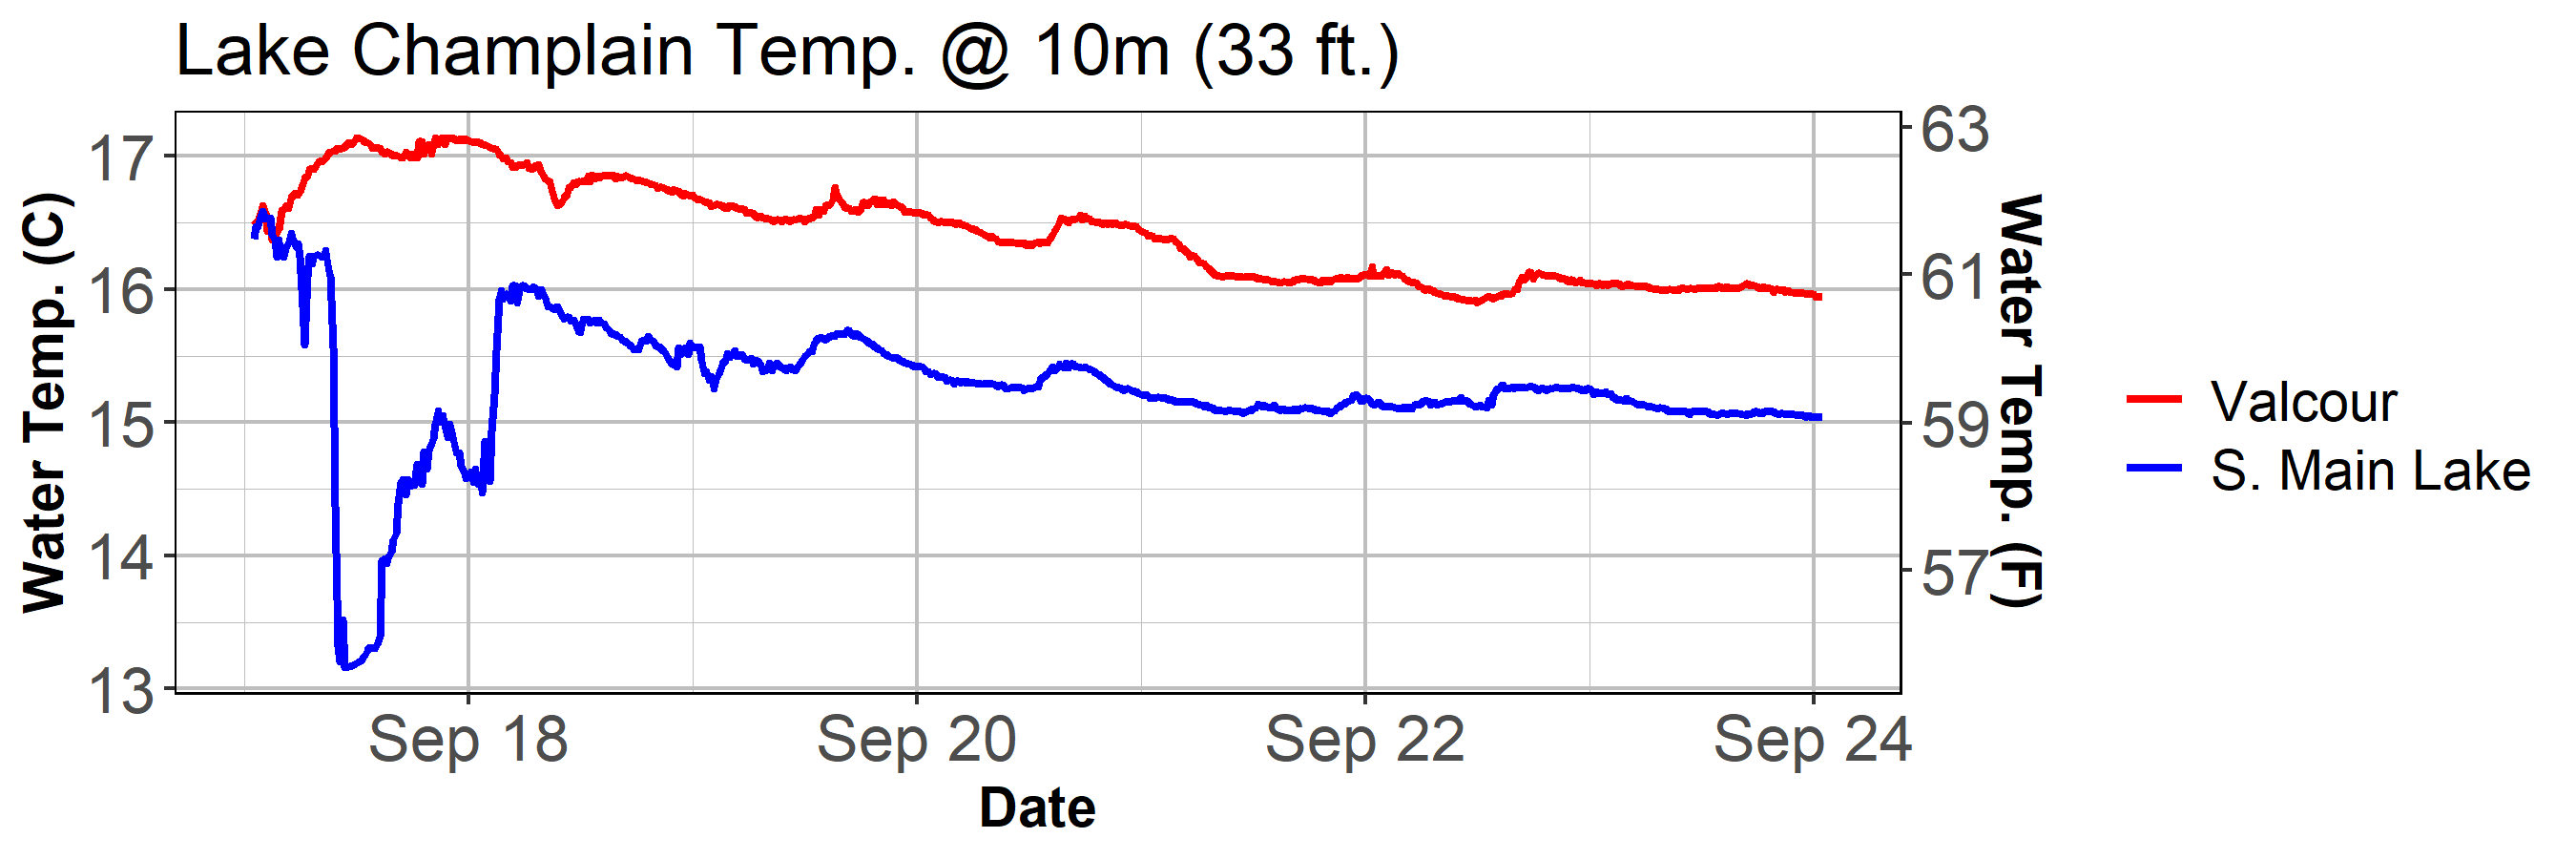 Lake Champlain Temp. @ 10m (33 ft.)
Water Temp. (C)
17
16
15
14
13
63
61
59
57
Water Temp. (F)
Sep 18
Sep 20
Sep 22
Sep 24
Date
Valcour
S. Main Lake